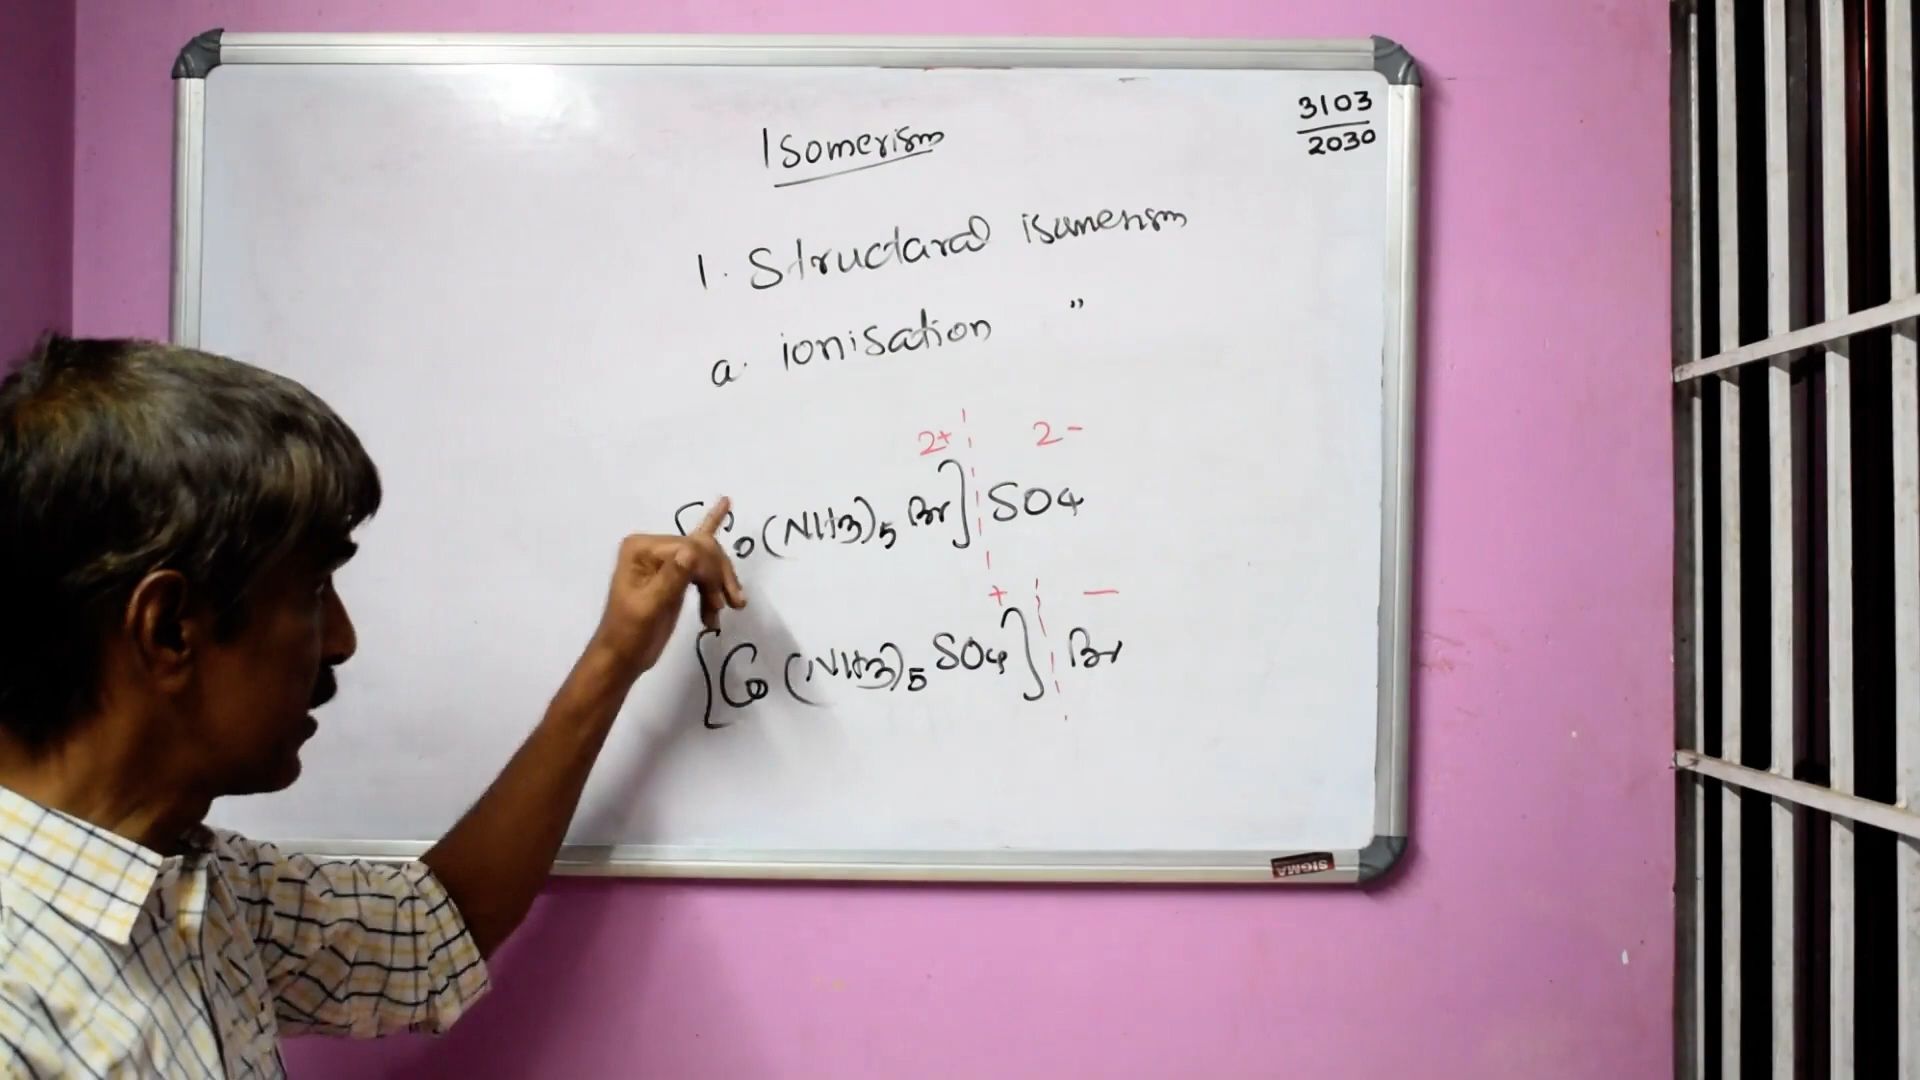 3103
2030
Isomerism
1. Structural isomerism
a. ionisation "
2+ 2-
[Co(NH3)5 Br] SO4
+ -
[Co (NH3)5 SO4] Br
SIGMA